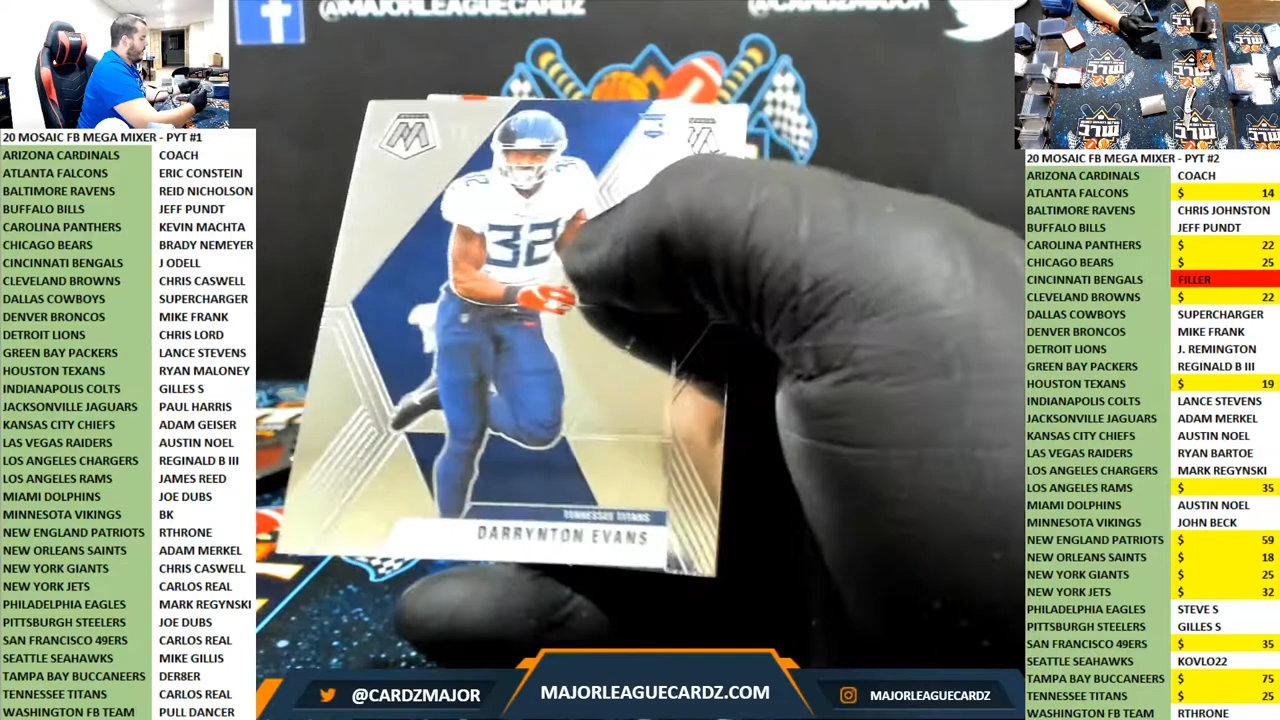 @MAJORLEAGUECARDZ
@CARDZMAJOR
20 MOSAIC FB MEGA MIXER - PYT #1
ARIZONA CARDINALS COACH
ATLANTA FALCONS ERIC CONSTEIN
BALTIMORE RAVENS REID NICHOLSON
BUFFALO BILLS JEFF PUNDT
CAROLINA PANTHERS KEVIN MACHTA
CHICAGO BEARS BRADY NEMEYER
CINCINNATI BENGALS J ODELL
CLEVELAND BROWNS CHRIS CASWELL
DALLAS COWBOYS SUPERCHARGER
DENVER BRONCOS MIKE FRANK
DETROIT LIONS CHRIS LORD
GREEN BAY PACKERS LANCE STEVENS
HOUSTON TEXANS RYAN MALONEY
INDIANAPOLIS COLTS GILLES S
JACKSONVILLE JAGUARS PAUL HARRIS
KANSAS CITY CHIEFS ADAM GEISER
LAS VEGAS RAIDERS AUSTIN NOEL
LOS ANGELES CHARGERS REGINALD B III
LOS ANGELES RAMS JAMES REED
MIAMI DOLPHINS JOE DUBS
MINNESOTA VIKINGS BK
NEW ENGLAND PATRIOTS RTHRONE
NEW ORLEANS SAINTS ADAM MERKEL
NEW YORK GIANTS CHRIS CASWELL
NEW YORK JETS CARLOS REAL
PHILADELPHIA EAGLES MARK REGYNSKI
PITTSBURGH STEELERS JOE DUBS
SAN FRANCISCO 49ERS CARLOS REAL
SEATTLE SEAHAWKS MIKE GILLIS
TAMPA BAY BUCCANEERS DER8ER
TENNESSEE TITANS CARLOS REAL
WASHINGTON FB TEAM PULL DANCER
32
32
TENNESSEE TITANS
DARRYNTON EVANS
@CARDZMAJOR
MAJORLEAGUECARDZ.COM
MAJORLEAGUECARDZ
20 MOSAIC FB MEGA MIXER - PYT #2
ARIZONA CARDINALS COACH
ATLANTA FALCONS $ 14
BALTIMORE RAVENS CHRIS JOHNSTON
BUFFALO BILLS JEFF PUNDT
CAROLINA PANTHERS $ 22
CHICAGO BEARS $ 25
CINCINNATI BENGALS FILLER
CLEVELAND BROWNS $ 22
DALLAS COWBOYS SUPERCHARGER
DENVER BRONCOS MIKE FRANK
DETROIT LIONS J. REMINGTON
GREEN BAY PACKERS REGINALD B III
HOUSTON TEXANS $ 19
INDIANAPOLIS COLTS LANCE STEVENS
JACKSONVILLE JAGUARS ADAM MERKEL
KANSAS CITY CHIEFS AUSTIN NOEL
LAS VEGAS RAIDERS RYAN BARTOE
LOS ANGELES CHARGERS MARK REGYNSKI
LOS ANGELES RAMS $ 35
MIAMI DOLPHINS AUSTIN NOEL
MINNESOTA VIKINGS JOHN BECK
NEW ENGLAND PATRIOTS $ 59
NEW ORLEANS SAINTS $ 18
NEW YORK GIANTS $ 25
NEW YORK JETS $ 32
PHILADELPHIA EAGLES STEVE S
PITTSBURGH STEELERS GILLES S
SAN FRANCISCO 49ERS $ 35
SEATTLE SEAHAWKS KOVLO22
TAMPA BAY BUCCANEERS $ 75
TENNESSEE TITANS $ 25
WASHINGTON FB TEAM RTHRONE